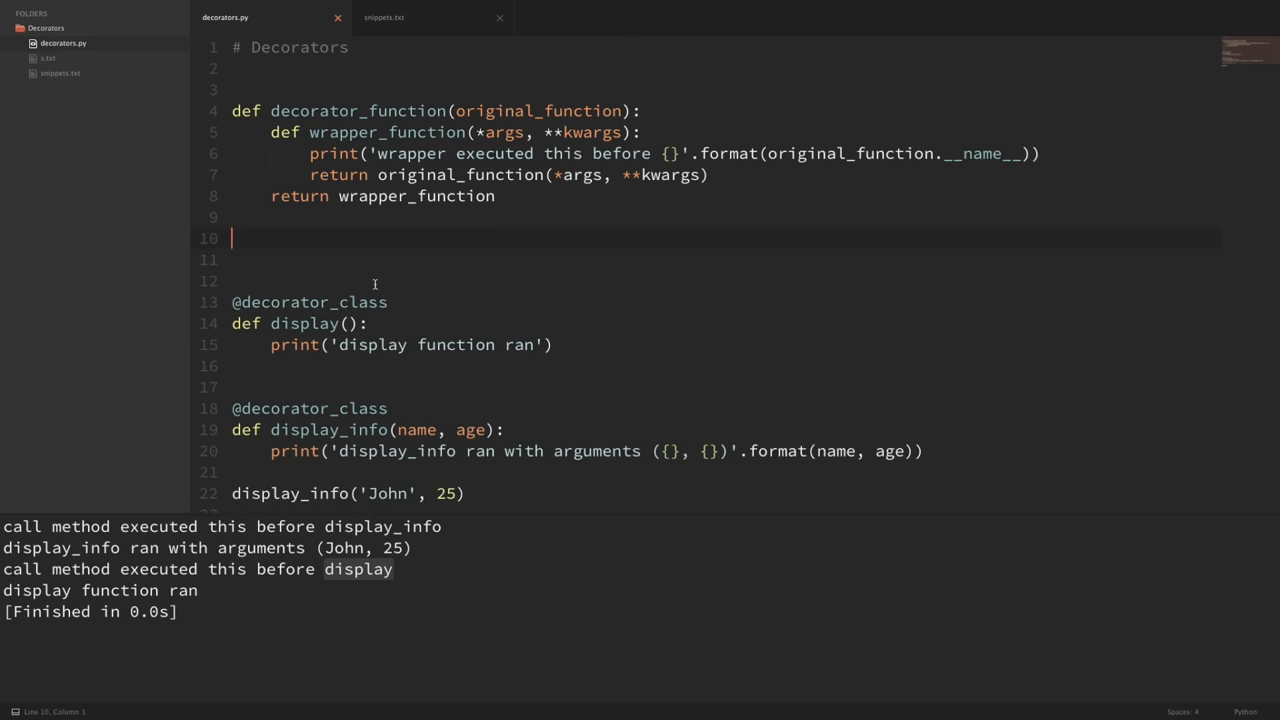 FOLDERS
Decorators
decorators.py
s.txt
snippets.txt
decorators.py
snippets.txt
1 # Decorators
2
3
4 def decorator_function(original_function):
5     def wrapper_function(*args, **kwargs):
6         print('wrapper executed this before {}'.format(original_function.__name__))
7         return original_function(*args, **kwargs)
8     return wrapper_function
9
10
11
12
13 @decorator_class
14 def display():
15     print('display function ran')
16
17
18 @decorator_class
19 def display_info(name, age):
20     print('display_info ran with arguments ({}, {})'.format(name, age))
21
22 display_info('John', 25)
call method executed this before display_info
display_info ran with arguments (John, 25)
call method executed this before display
display function ran
[Finished in 0.0s]
Line 10, Column 1
Spaces: 4
Python